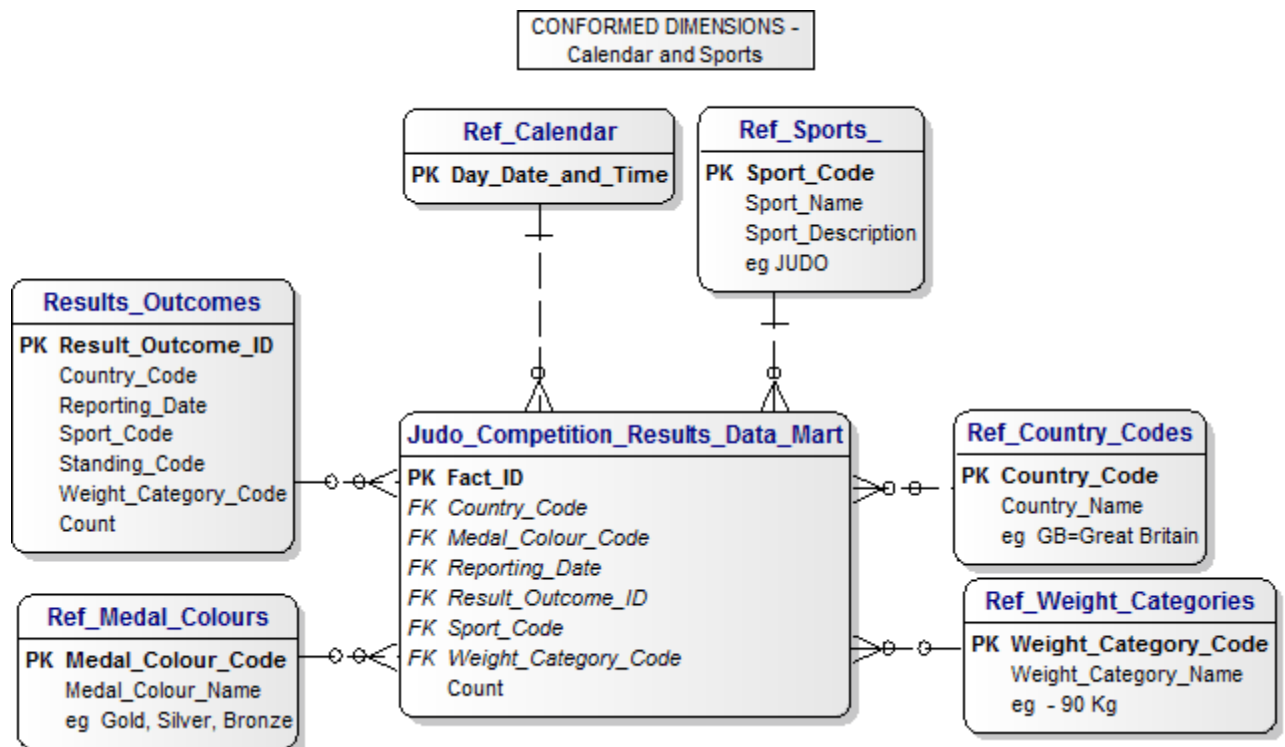 CONFORMED DIMENSIONS -
Calendar and Sports
Ref_Calendar
PK Day_Date_and_Time
Ref_Sports_
PK Sport_Code
Sport_Name
Sport_Description
eg JUDO
Results_Outcomes
PK Result_Outcome_ID
Country_Code
Reporting_Date
Sport_Code
Standing_Code
Weight_Category_Code
Count
Judo_Competition_Results_Data_Mart
PK Fact_ID
FK Country_Code
FK Medal_Colour_Code
FK Reporting_Date
FK Result_Outcome_ID
FK Sport_Code
FK Weight_Category_Code
Count
Ref_Country_Codes
PK Country_Code
Country_Name
eg GB=Great Britain
Ref_Medal_Colours
PK Medal_Colour_Code
Medal_Colour_Name
eg Gold, Silver, Bronze
Ref_Weight_Categories
PK Weight_Category_Code
Weight_Category_Name
eg - 90 Kg